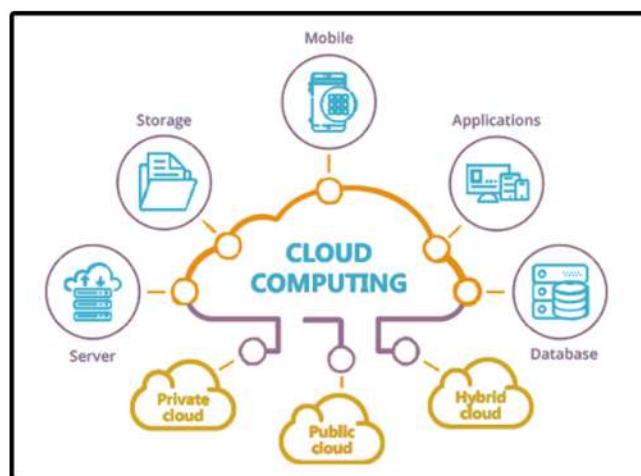 Mobile
Storage
Applications
CLOUD
COMPUTING
Server
Database
Private
cloud
Public
cloud
Hybrid
cloud